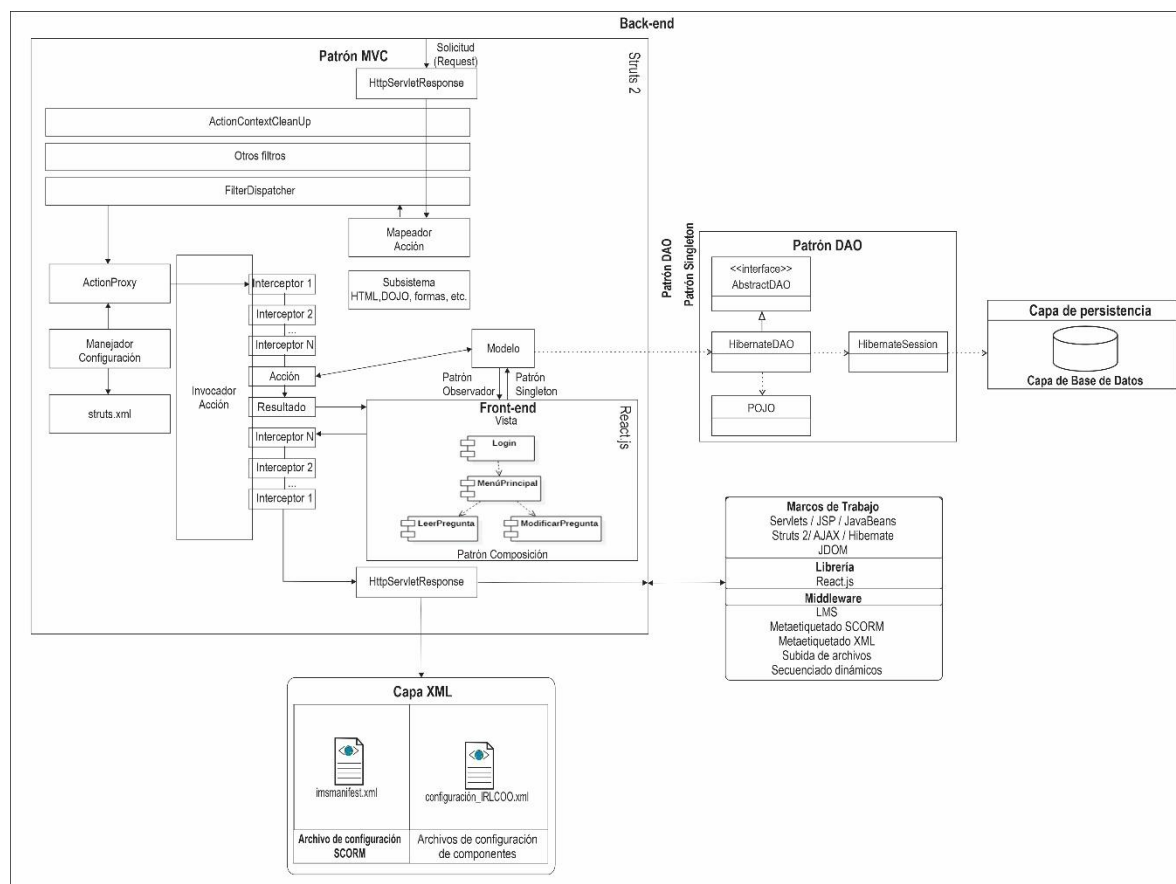 Back-end
Patrón MVC
Solicitud
(Request)
Struts 2
HttpServletResponse
ActionContextCleanUp
Otros filtros
FilterDispatcher
Mapeador
Acción
ActionProxy
Interceptor 1
Subsistema
HTML,DOJO, formas, etc.
Interceptor 2
...
Manejador
Configuración
Interceptor N
Modelo
Acción
Invocador
Acción
Patrón
Observador
Patrón
Singleton
struts.xml
Resultado
Front-end
Vista
React.js
Interceptor N
Login
Interceptor 2
...
MenúPrincipal
Interceptor 1
LeerPregunta
ModificarPregunta
Patrón Composición
HttpServletResponse
Patrón DAO
Patrón Singleton
Patrón DAO
<<interface>>
AbstractDAO
HibernateDAO
HibernateSession
POJO
Capa de persistencia
Capa de Base de Datos
Marcos de Trabajo
Servlets / JSP / JavaBeans
Struts 2/ AJAX / Hibernate
JDOM
Librería
React.js
Middleware
LMS
Metaetiquetado SCORM
Metaetiquetado XML
Subida de archivos
Secuenciado dinámicos
Capa XML
imsmanifest.xml
configuración_IRLCOO.xml
Archivo de configuración
SCORM
Archivos de configuración
de componentes